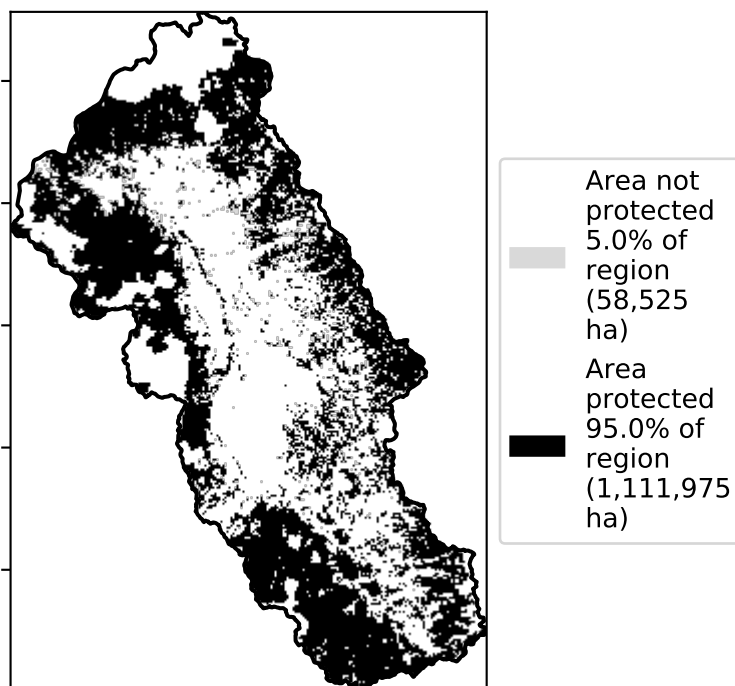 Area not
protected
5.0% of
region
(58,525
ha)
Area
protected
95.0% of
region
(1,111,975
ha)